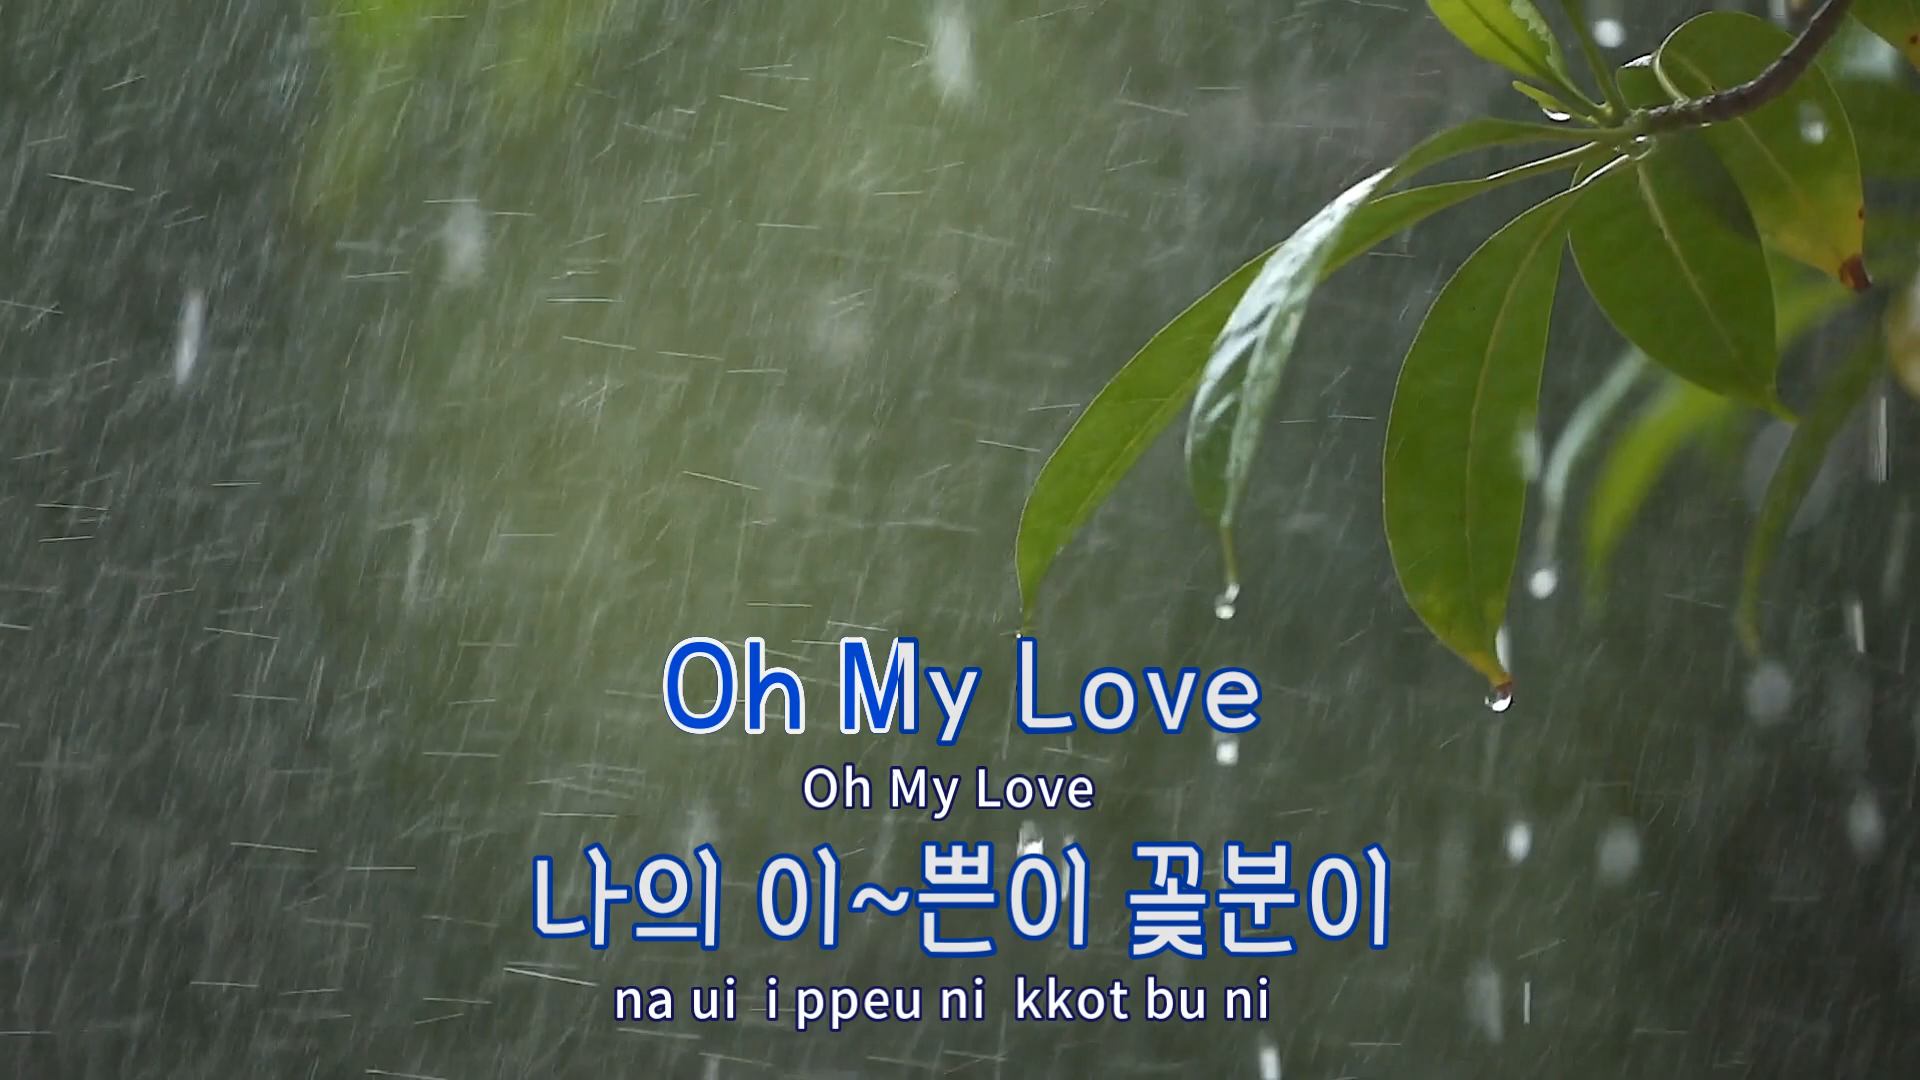 Oh My Love
Oh My Love
나의 이~쁜이 꽃분이
na ui i ppeu ni kkot bu ni